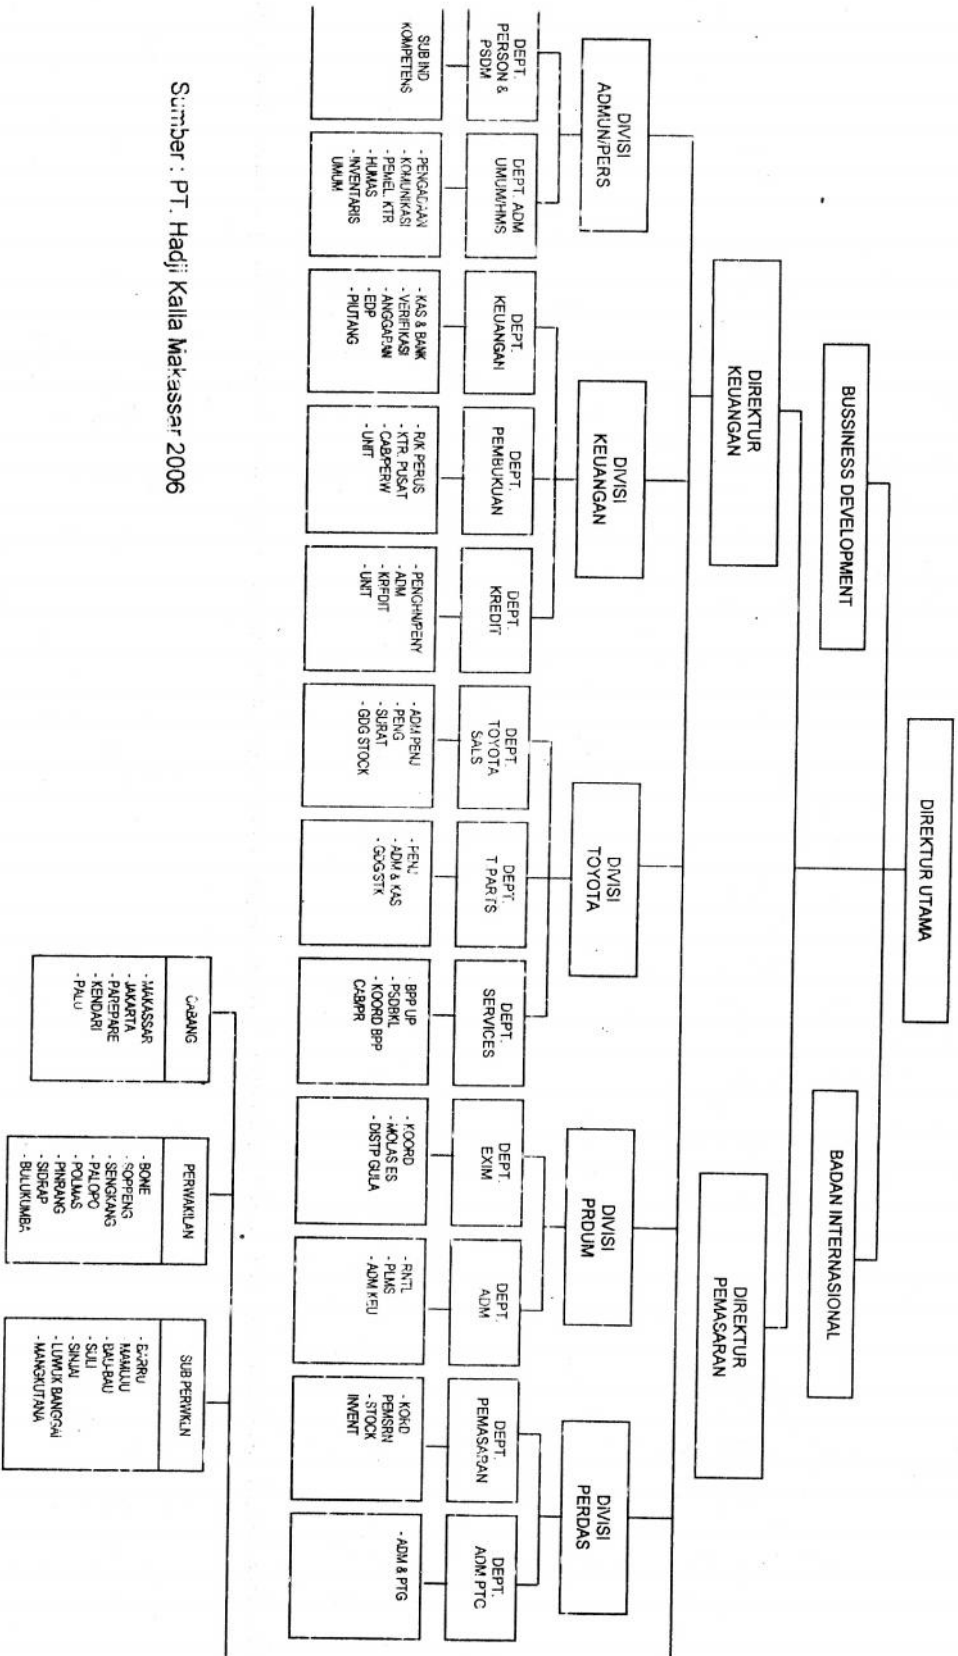 DIREKTUR UTAMA
BUSSINESS DEVELOPMENT
BADAN INTERNASIONAL
DIREKTUR
KEUANGAN
DIREKTUR
PEMASARAN
DIVISI
ADMUN/PERS
DIVISI
KEUANGAN
DIVISI
TOYOTA
DIVISI
PRDUM
DIVISI
PERDAS
DEPT.
PERSON &
PSDM
DEPT. ADM
UMUM/HMS
DEPT.
KEUANGAN
DEPT.
PEMBUKUAN
DEPT.
KREDIT
DEPT.
TOYOTA
SALS
DEPT.
T.PARTS
DEPT.
SERVICES
DEPT.
EXIM
DEPT.
ADM
DEPT.
PEMASARAN
DEPT.
ADM PTC
SUB IND
KOMPETENS
- PENGADAAN
- KOMUNIKASI
- PEMEL. KTR
- HUMAS
- INVENTARIS
UMUM
- KAS & BANK
- VERIFIKASI
- ANGGARAN
- EDP
- PIUTANG
- R/K PERUS
- KTR. PUSAT
- CAB/PERW
- UNIT
- PENGHN/PENY
- ADM
- KREDIT
- UNIT
- ADM PENJ
- PENG
- SURAT
- GDG STOCK
- PENJ
- ADM & KAS
- GDG/STK
- BPP UP
- PSDBKL
- KOORD BPP
CAB/PR
- KOORD
- MOLAS ES
- DISTP GULA
- RNTL
- PLMS
- ADM KEU
- KORD
PEMSRN
- STOCK
INVENT
- ADM & PTG
CABANG
- MAKASSAR
- JAKARTA
- PAREPARE
- KENDARI
- PALU
PERWAKILAN
- BONE
- SOPPENG
- SENGKANG
- PALOPO
- POLMAS
- PINRANG
- SIDRAP
- BULUKUMBA
SUB PERWKLN
- BARRU
- MAMUJU
- BAU-BAU
- SULI
- SINJAI
- LUWUK BANGGAI
- MANGKUTANA
Sumber : PT. Hadji Kalla Makassar 2006